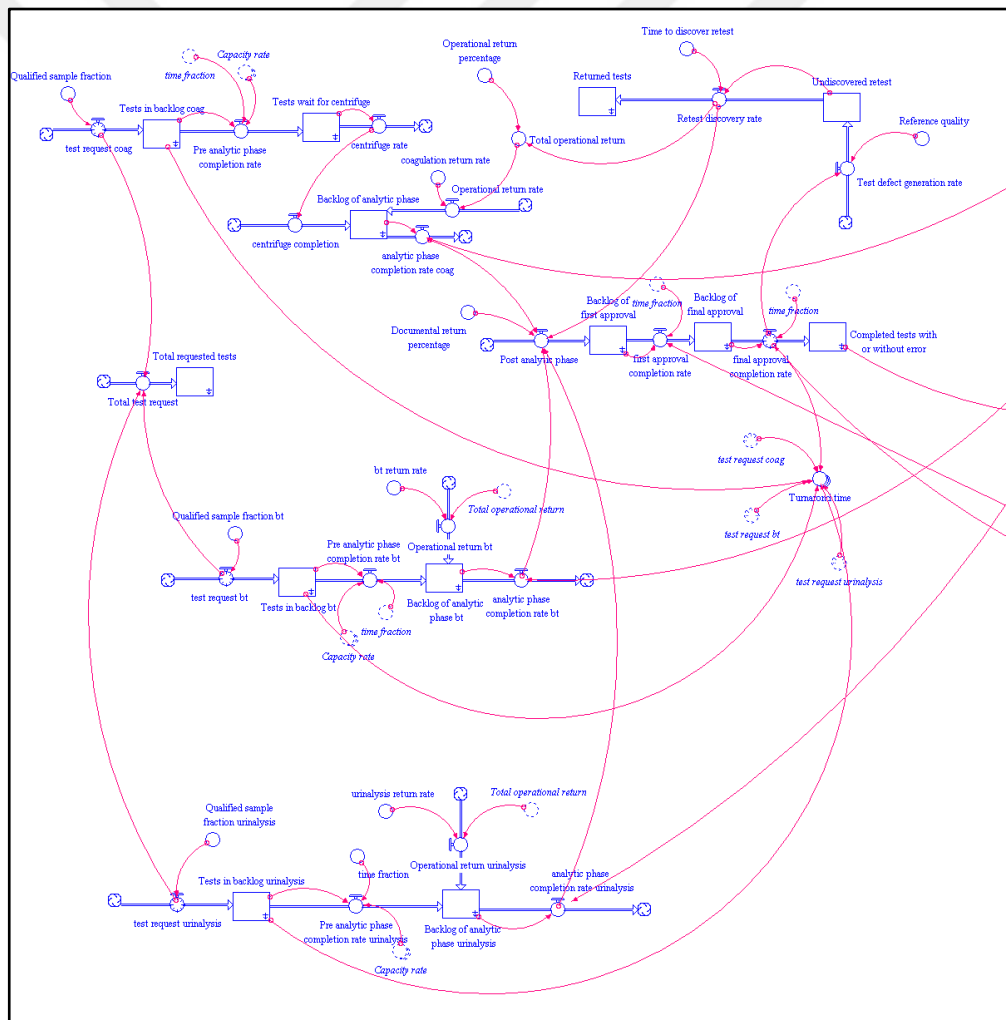 Capacity rate
time fraction
Qualified sample fraction
Tests in backlog coag
test request coag
Pre analytic phase
completion rate
Tests wait for centrifuge
centrifuge rate
Operational return
percentage
Time to discover retest
Returned tests
Undiscovered retest
Retest discovery rate
Total operational return
Reference quality
Test defect generation rate
coagulation return rate
Operational return rate
Backlog of analytic phase
centrifuge completion
analytic phase
completion rate coag
Documental return
percentage
Post analytic phase
Backlog of
first approval
time fraction
first approval
completion rate
Backlog of
final approval
time fraction
final approval
completion rate
Completed tests with
or without error
Total requested tests
Total test request
test request coag
Turnarond time
test request bt
test request urinalysis
bt return rate
Total operational return
Qualified sample fraction bt
Operational return bt
Pre analytic phase
completion rate bt
test request bt
Tests in backlog bt
time fraction
Capacity rate
Backlog of analytic
phase bt
analytic phase
completion rate bt
urinalysis return rate
Total operational return
Qualified sample
fraction urinalysis
Operational return urinalysis
time fraction
Tests in backlog urinalysis
test request urinalysis
Pre analytic phase
completion rate urinalysis
Capacity rate
Backlog of analytic
phase urinalysis
analytic phase
completion rate urinalysis